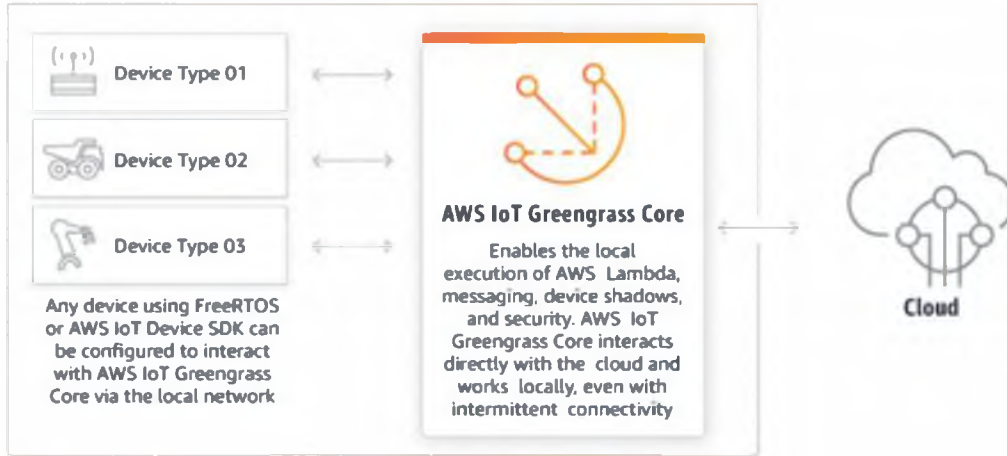 Device Type 01
Device Type 02
Device Type 03
Any device using FreeRTOS
or AWS IoT Device SDK can
be configured to interact
with AWS IoT Greengrass
Core via the local network
AWS IoT Greengrass Core
Enables the local
execution of AWS Lambda,
messaging, device shadows,
and security. AWS IoT
Greengrass Core interacts
directly with the cloud and
works locally, even with
intermittent connectivity
Cloud